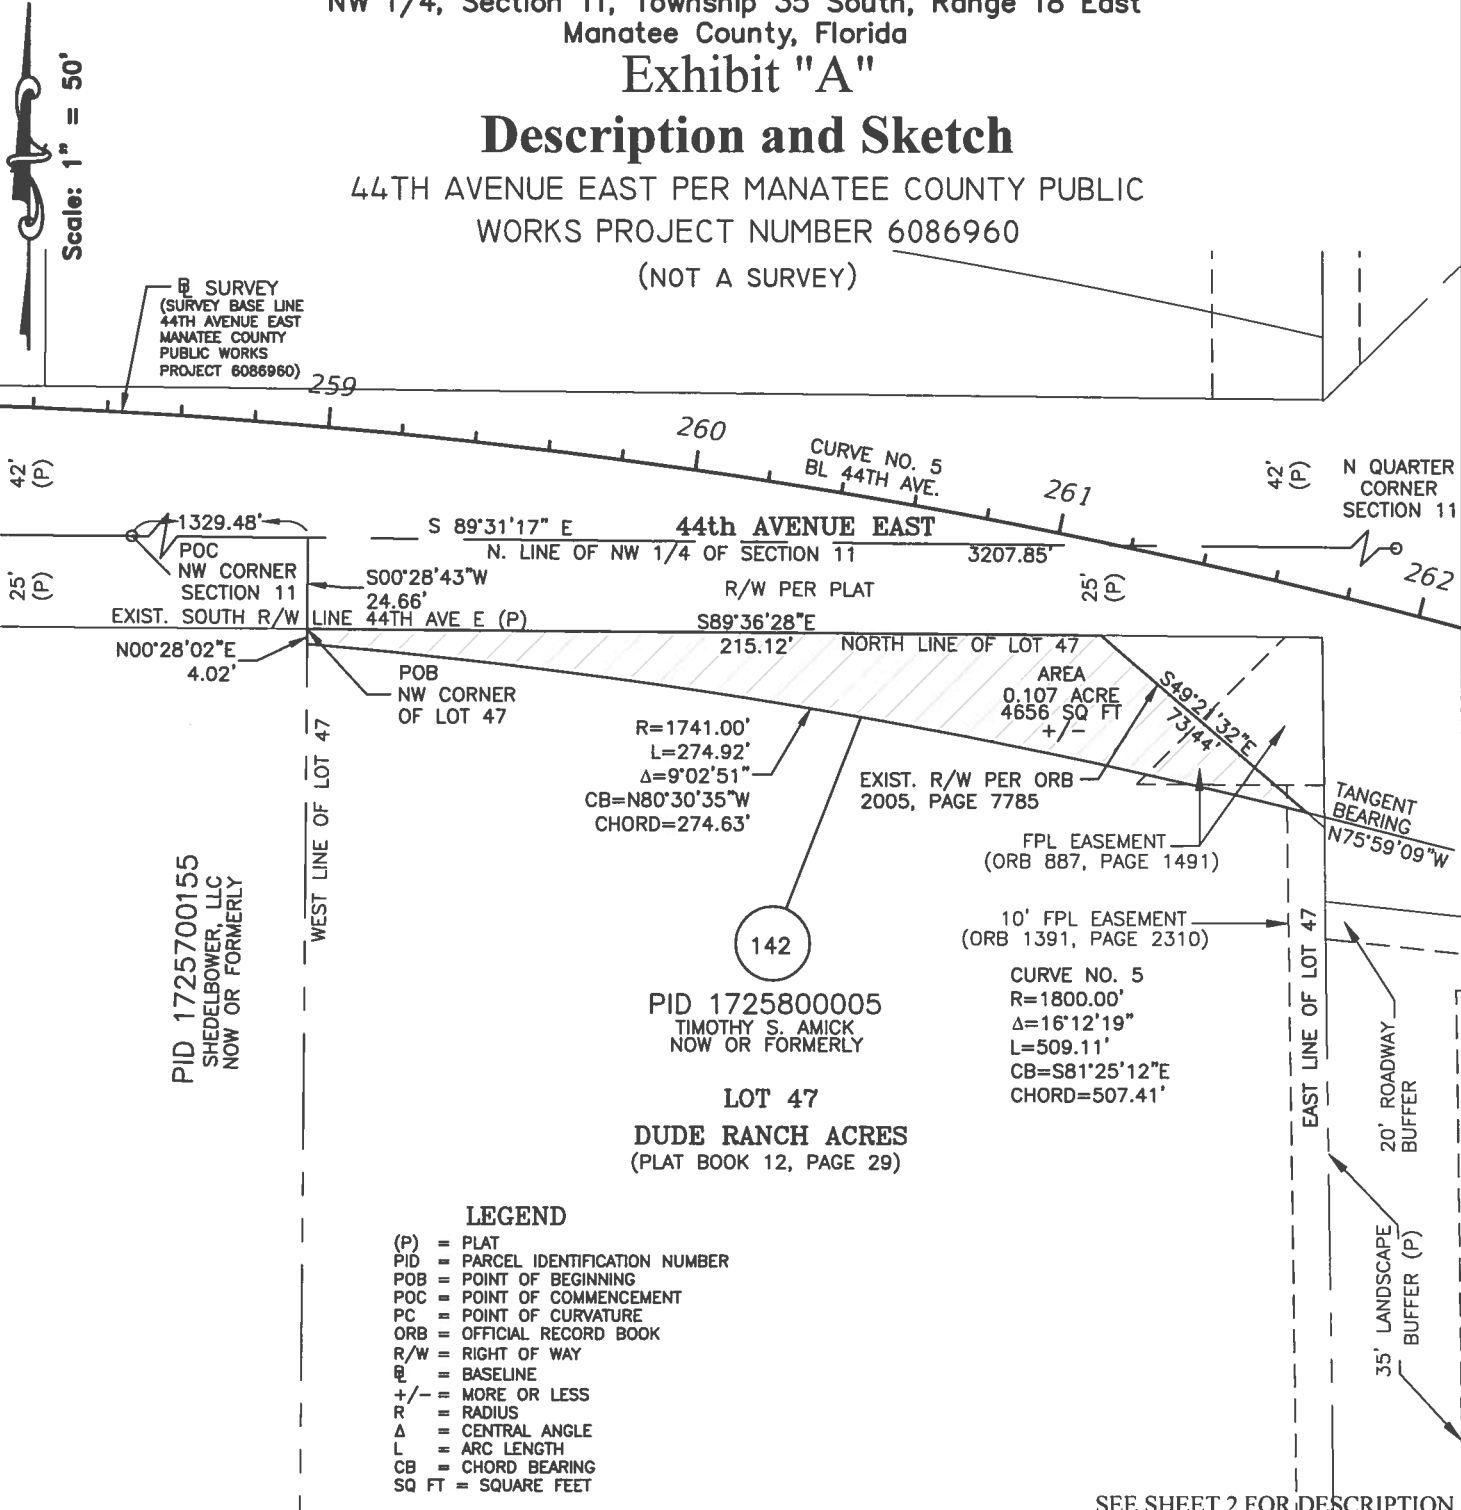 NW 1/4, Section 11, Township 35 South, Range 18 East
Manatee County, Florida
Exhibit "A"
Description and Sketch
44TH AVENUE EAST PER MANATEE COUNTY PUBLIC
WORKS PROJECT NUMBER 6086960
(NOT A SURVEY)
Scale: 1" = 50'
BL SURVEY
(SURVEY BASE LINE
44TH AVENUE EAST
MANATEE COUNTY
PUBLIC WORKS
PROJECT 6086960)
259
260
CURVE NO. 5
BL 44TH AVE.
261
262
42'
(P)
42'
(P)
N QUARTER
CORNER
SECTION 11
1329.48'
S 89°31'17" E
44th AVENUE EAST
N. LINE OF NW 1/4 OF SECTION 11
3207.85'
POC
NW CORNER
SECTION 11
25'
(P)
S00°28'43"W
24.66'
R/W PER PLAT
25'
(P)
EXIST. SOUTH R/W LINE 44TH AVE E (P)
S89°36'28"E
215.12'
NORTH LINE OF LOT 47
N00°28'02"E
4.02'
POB
NW CORNER
OF LOT 47
AREA
0.107 ACRE
4656 SQ FT
+/-
S49°21'32"E
73.44'
R=1741.00'
L=274.92'
Δ=9°02'51"
CB=N80°30'35"W
CHORD=274.63'
EXIST. R/W PER ORB
2005, PAGE 7785
TANGENT
BEARING
N75°59'09"W
FPL EASEMENT
(ORB 887, PAGE 1491)
WEST LINE OF LOT 47
PID 1725700155
SHEDELBOWER, LLC
NOW OR FORMERLY
10' FPL EASEMENT
(ORB 1391, PAGE 2310)
142
PID 1725800005
TIMOTHY S. AMICK
NOW OR FORMERLY
CURVE NO. 5
R=1800.00'
Δ=16°12'19"
L=509.11'
CB=S81°25'12"E
CHORD=507.41'
EAST LINE OF LOT 47
20' ROADWAY
BUFFER
35' LANDSCAPE
BUFFER (P)
LOT 47
DUDE RANCH ACRES
(PLAT BOOK 12, PAGE 29)
LEGEND
(P) = PLAT
PID = PARCEL IDENTIFICATION NUMBER
POB = POINT OF BEGINNING
POC = POINT OF COMMENCEMENT
PC = POINT OF CURVATURE
ORB = OFFICIAL RECORD BOOK
R/W = RIGHT OF WAY
BL = BASELINE
+/- = MORE OR LESS
R = RADIUS
Δ = CENTRAL ANGLE
L = ARC LENGTH
CB = CHORD BEARING
SQ FT = SQUARE FEET
SEE SHEET 2 FOR DESCRIPTION